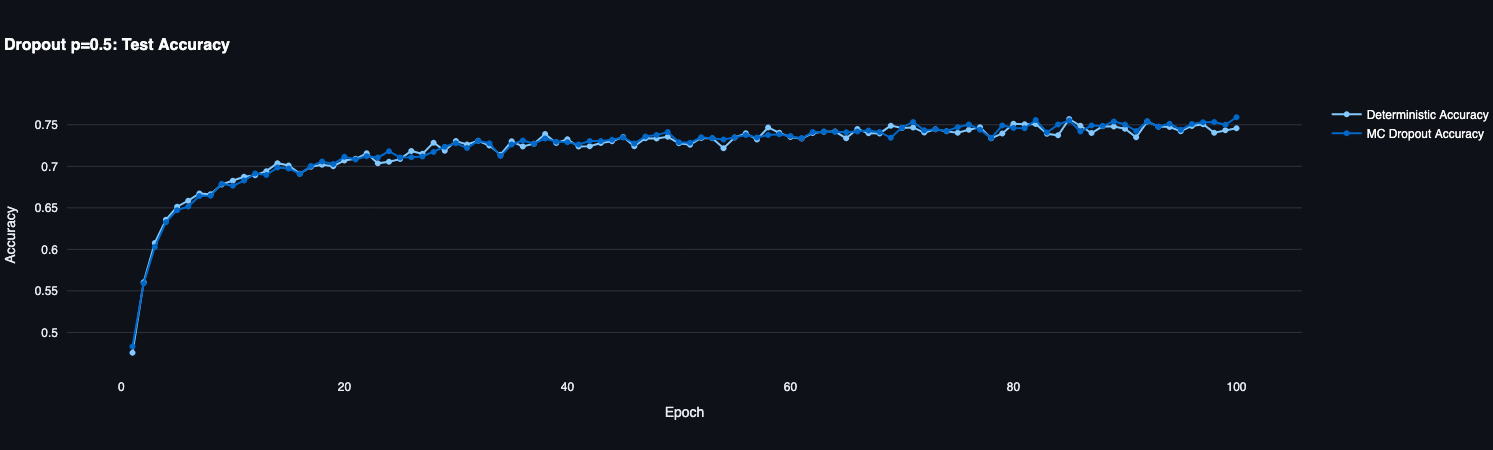 Dropout p=0.5: Test Accuracy
Deterministic Accuracy
MC Dropout Accuracy
Accuracy
0.75
0.7
0.65
0.6
0.55
0.5
0 20 40 60 80 100
Epoch